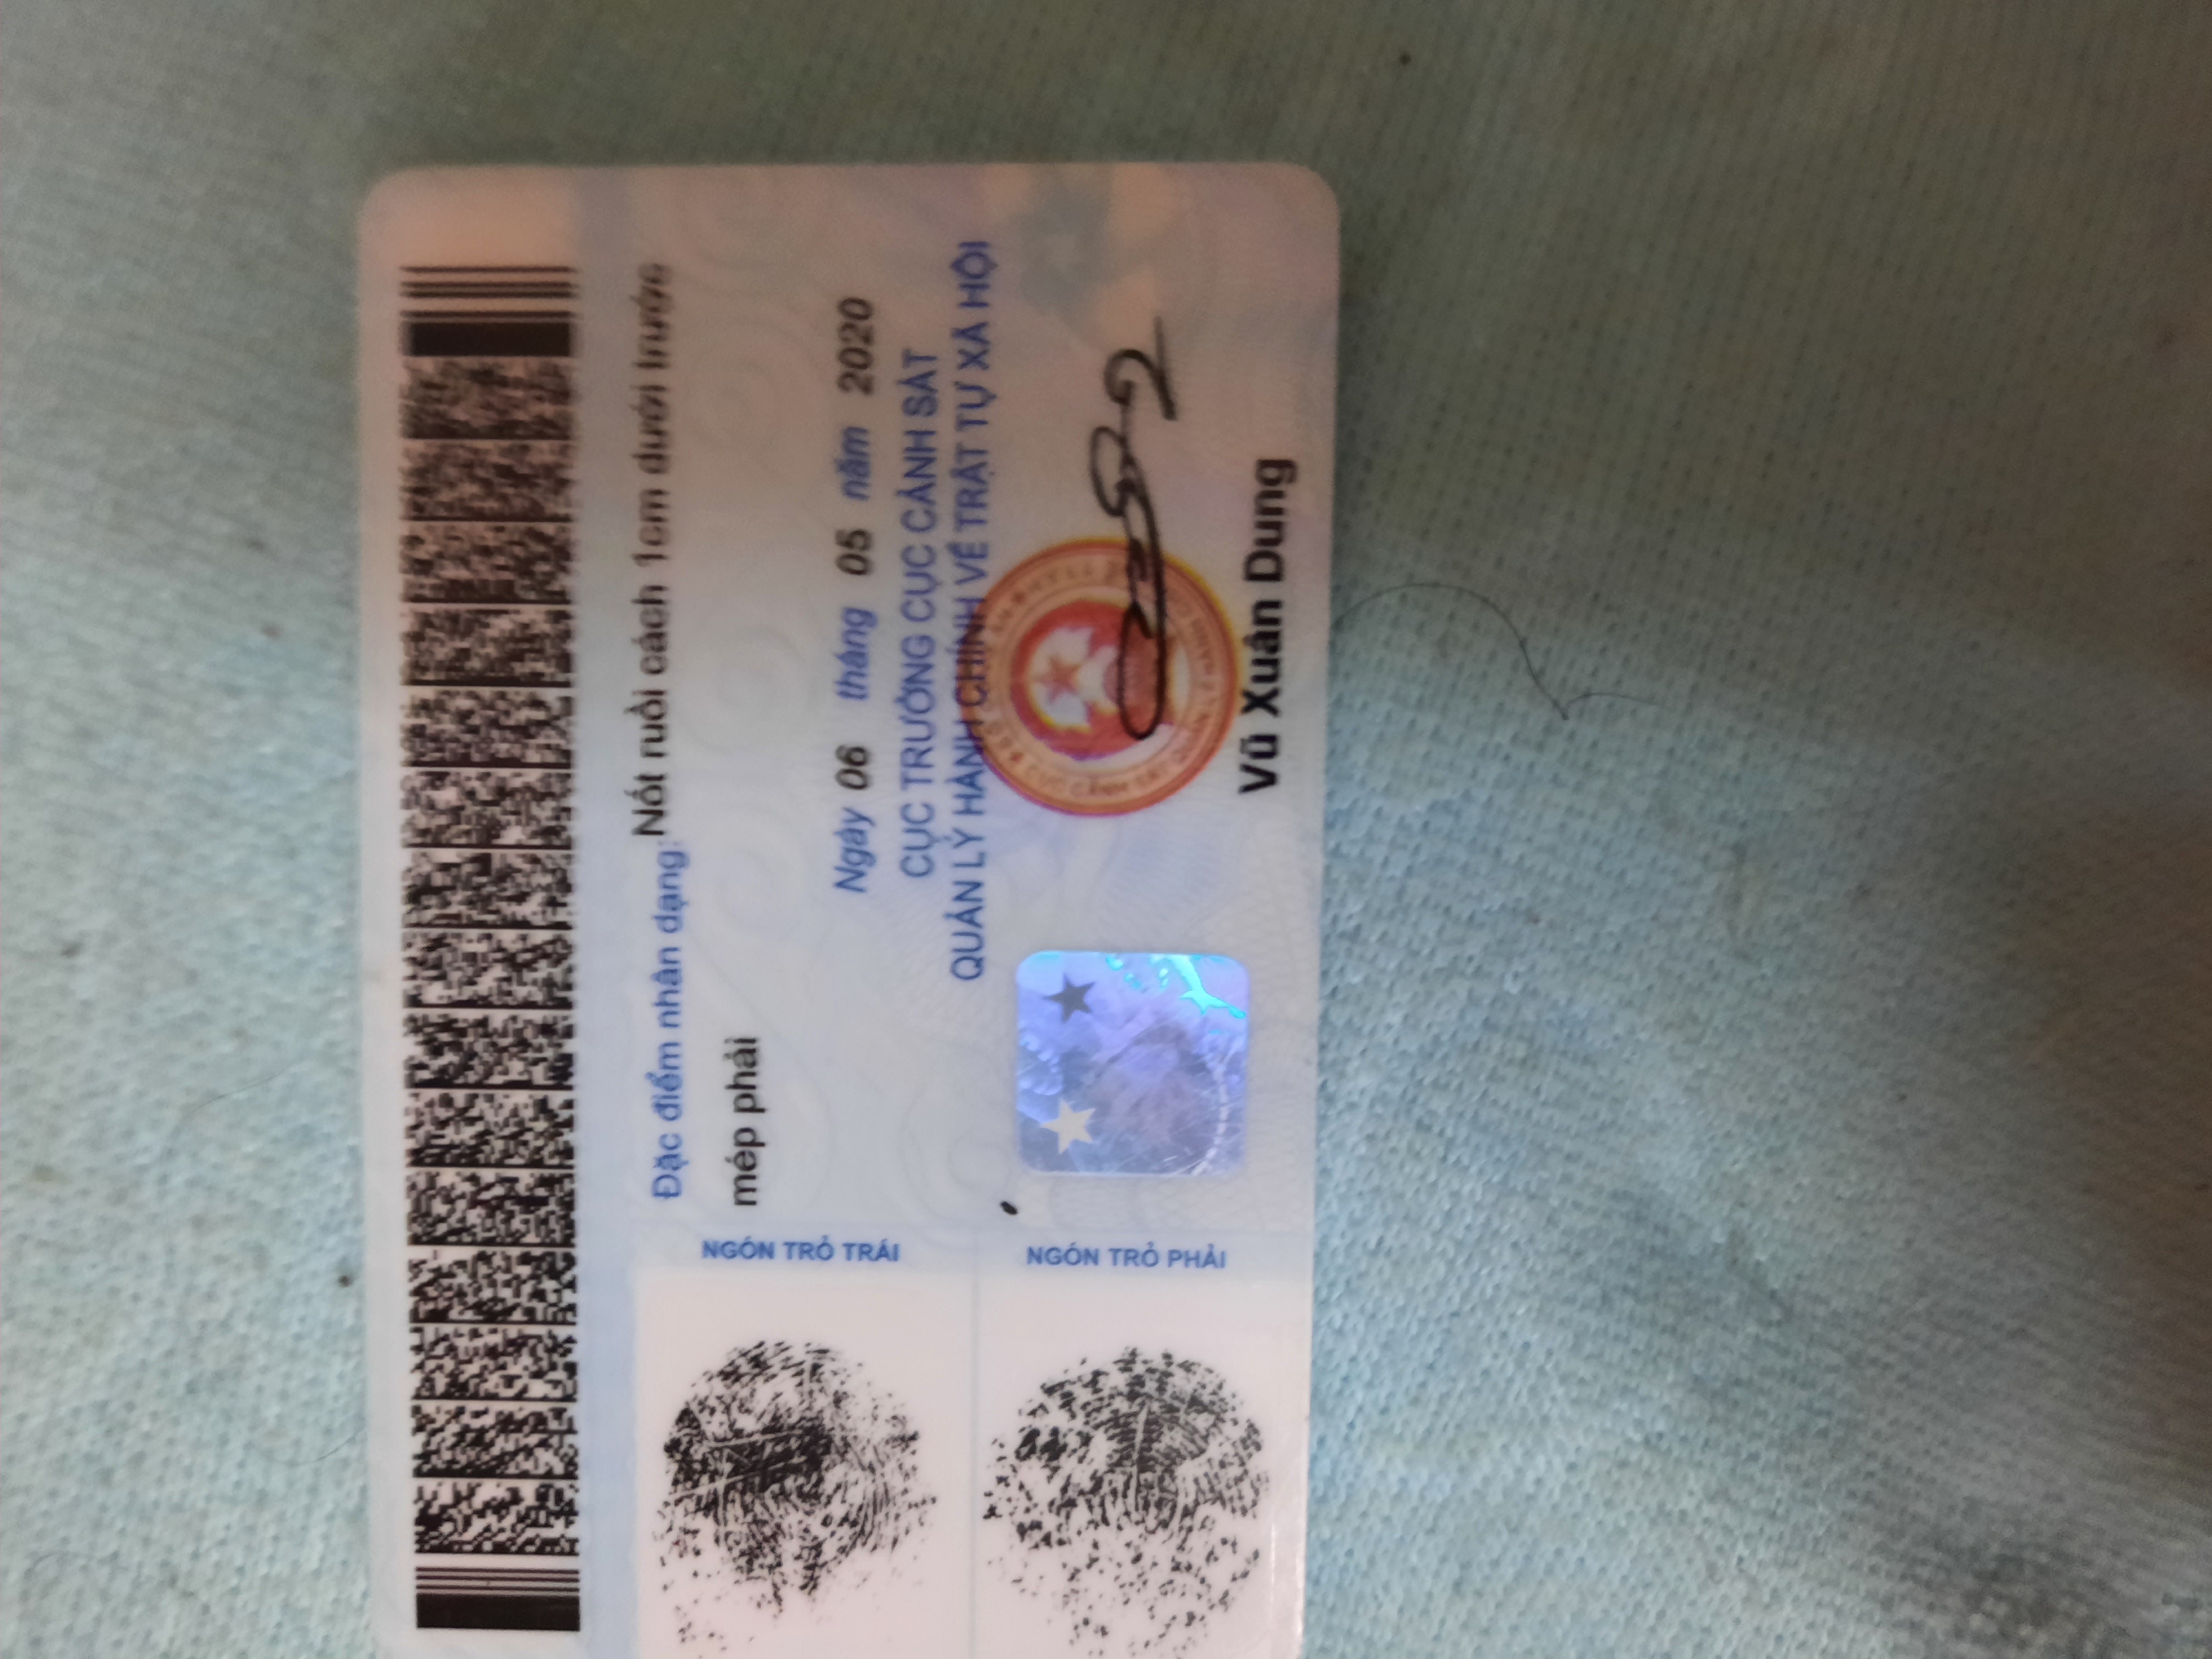 Đặc điểm nhân dạng: Nốt ruồi cách 1cm dưới trước
mép phải
NGÓN TRỎ TRÁI
NGÓN TRỎ PHẢI
Ngày 06 tháng 05 năm 2020
CỤC TRƯỞNG CỤC CẢNH SÁT
QUẢN LÝ HÀNH CHÍNH VỀ TRẬT TỰ XÃ HỘI
Vũ Xuân Dung